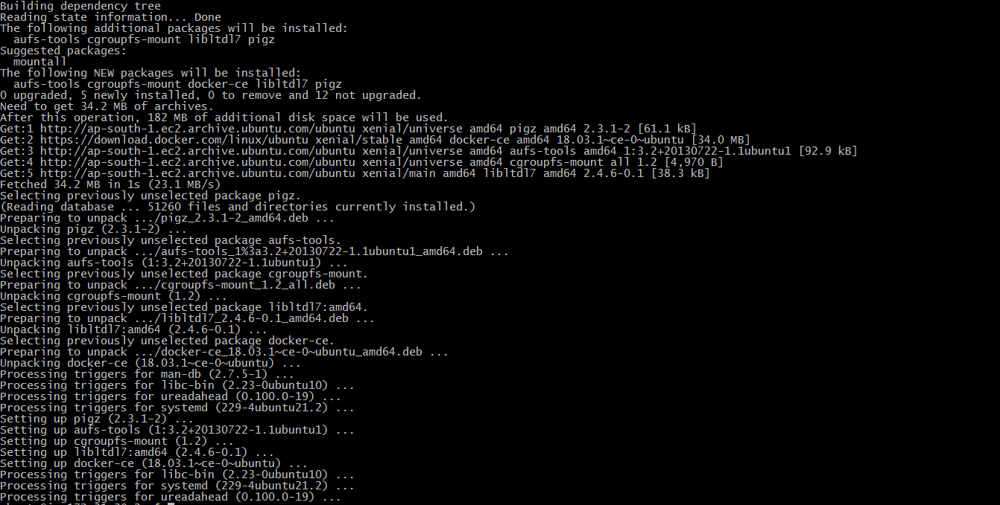 Building dependency tree
Reading state information... Done
The following additional packages will be installed:
  aufs-tools cgroupfs-mount libltdl7 pigz
Suggested packages:
  mountall
The following NEW packages will be installed:
  aufs-tools cgroupfs-mount docker-ce libltdl7 pigz
0 upgraded, 5 newly installed, 0 to remove and 12 not upgraded.
Need to get 34.2 MB of archives.
After this operation, 182 MB of additional disk space will be used.
Get:1 http://ap-south-1.ec2.archive.ubuntu.com/ubuntu xenial/universe amd64 pigz amd64 2.3.1-2 [61.1 kB]
Get:2 https://download.docker.com/linux/ubuntu xenial/stable amd64 docker-ce amd64 18.03.1~ce-0~ubuntu [34.0 MB]
Get:3 http://ap-south-1.ec2.archive.ubuntu.com/ubuntu xenial/universe amd64 aufs-tools amd64 1:3.2+20130722-1.1ubuntu1 [92.9 kB]
Get:4 http://ap-south-1.ec2.archive.ubuntu.com/ubuntu xenial/universe amd64 cgroupfs-mount all 1.2 [4,970 B]
Get:5 http://ap-south-1.ec2.archive.ubuntu.com/ubuntu xenial/main amd64 libltdl7 amd64 2.4.6-0.1 [38.3 kB]
Fetched 34.2 MB in 1s (23.1 MB/s)
Selecting previously unselected package pigz.
(Reading database ... 51260 files and directories currently installed.)
Preparing to unpack .../pigz_2.3.1-2_amd64.deb ...
Unpacking pigz (2.3.1-2) ...
Selecting previously unselected package aufs-tools.
Preparing to unpack .../aufs-tools_1%3a3.2+20130722-1.1ubuntu1_amd64.deb ...
Unpacking aufs-tools (1:3.2+20130722-1.1ubuntu1) ...
Selecting previously unselected package cgroupfs-mount.
Preparing to unpack .../cgroupfs-mount_1.2_all.deb ...
Unpacking cgroupfs-mount (1.2) ...
Selecting previously unselected package libltdl7:amd64.
Preparing to unpack .../libltdl7_2.4.6-0.1_amd64.deb ...
Unpacking libltdl7:amd64 (2.4.6-0.1) ...
Selecting previously unselected package docker-ce.
Preparing to unpack .../docker-ce_18.03.1~ce-0~ubuntu_amd64.deb ...
Unpacking docker-ce (18.03.1~ce-0~ubuntu) ...
Processing triggers for man-db (2.7.5-1) ...
Processing triggers for libc-bin (2.23-0ubuntu10) ...
Processing triggers for ureadahead (0.100.0-19) ...
Processing triggers for systemd (229-4ubuntu21.2) ...
Setting up pigz (2.3.1-2) ...
Setting up aufs-tools (1:3.2+20130722-1.1ubuntu1) ...
Setting up cgroupfs-mount (1.2) ...
Setting up libltdl7:amd64 (2.4.6-0.1) ...
Setting up docker-ce (18.03.1~ce-0~ubuntu) ...
Processing triggers for libc-bin (2.23-0ubuntu10) ...
Processing triggers for systemd (229-4ubuntu21.2) ...
Processing triggers for ureadahead (0.100.0-19) ...